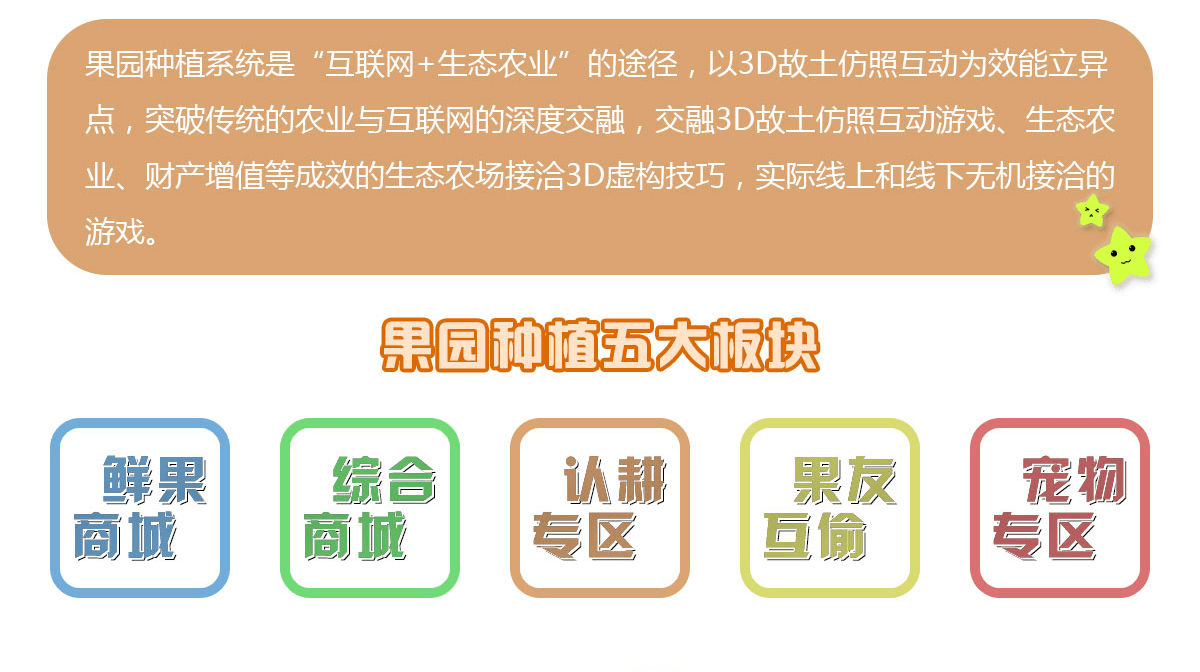 果园种植系统是“互联网+生态农业”的途径，以3D故土仿照互动为效能立异
点，突破传统的农业与互联网的深度交融，交融3D故土仿照互动游戏、生态农
业、财产增值等成效的生态农场接洽3D虚构技巧，实际线上和线下无机接洽的
游戏。
果园种植五大板块
鲜果
商城
综合
商城
认耕
专区
果友
互偷
宠物
专区